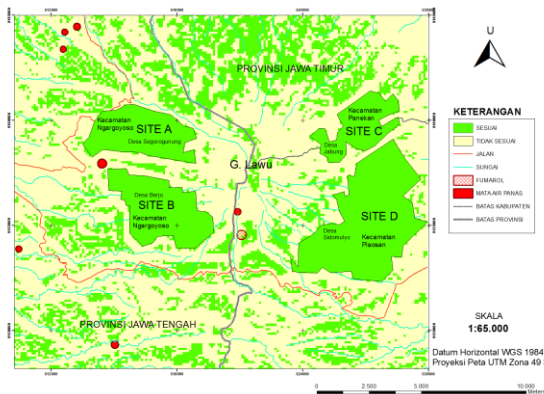 PROVINSI JAWA TIMUR
Kecamatan
Ngargoyoso
SITE A
Desa Segorogunung
Kecamatan
Panekan
SITE C
Desa
Jabung
G. Lawu
Desa Berjo
SITE B
Kecamatan
Ngargoyoso
SITE D
Desa
Sidomulyo
Kecamatan
Plaosan
PROVINSI JAWA TENGAH
U
KETERANGAN
SESUAI
TIDAK SESUAI
JALAN
SUNGAI
FUMAROL
MATA AIR PANAS
BATAS KABUPATEN
BATAS PROVINSI
SKALA
1:65.000
Datum Horizontal WGS 1984
Proyeksi Peta UTM Zona 49
0 2.500 5.000 10.000
Meters